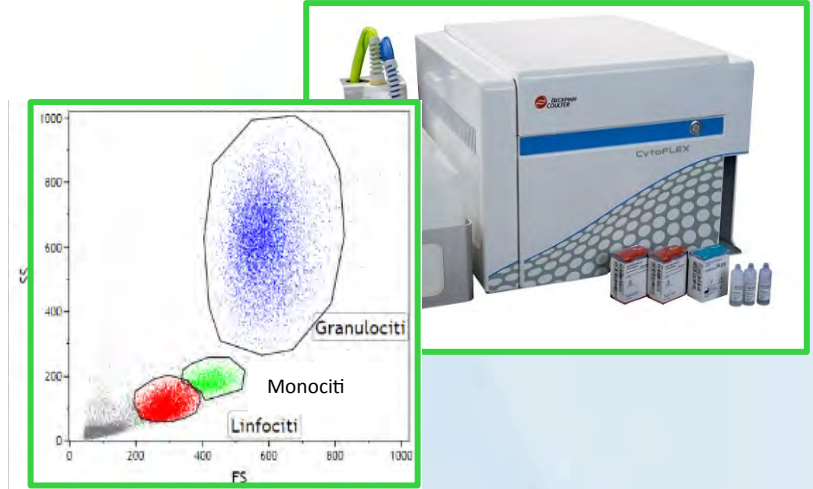 BECKMAN
COULTER
CytoFLEX
1000
800
600
400
200
0
SS
Granulociti
Monociti
Linfociti
0
200
400
600
800
1000
FS